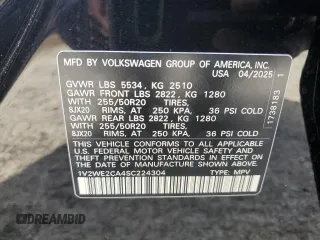 MFD BY VOLKSWAGEN GROUP OF AMERICA, INC.
USA 04/2025
GVWR LBS 5534, KG 2510
GAWR FRONT LBS 2822, KG 1280
WITH 255/50R20 TIRES,
8JX20 RIMS AT 250 KPA, 36 PSI COLD
GAWR REAR LBS 2822, KG 1280
WITH 255/50R20 TIRES,
8JX20 RIMS AT 250 KPA, 36 PSI COLD
THIS VEHICLE CONFORMS TO ALL APPLICABLE
FEDERAL MOTOR VEHICLE SAFETY AND
THEFT PREVENTION STANDARDS IN EFFECT
ON THE DATE OF MANUFACTURE SHOWN ABOVE.
1V2WE2CA4SC224304 TYPE: MPV
1738183
DREAMBID